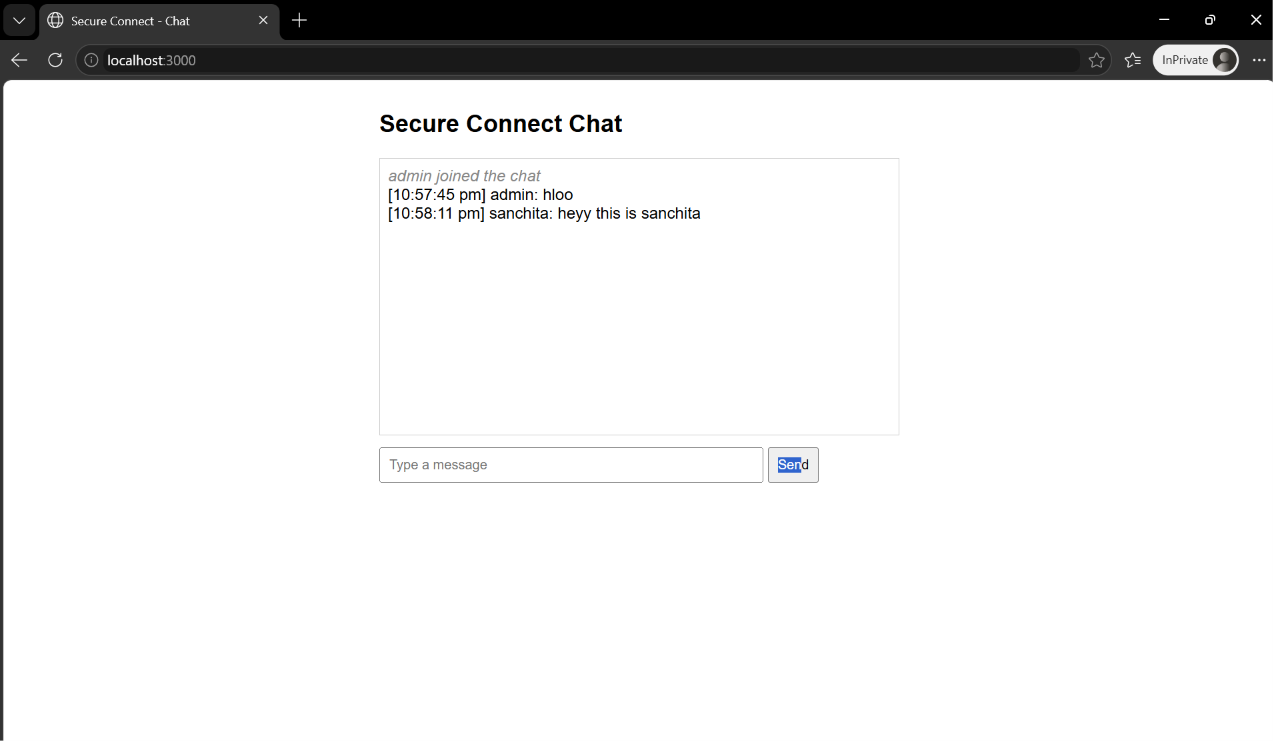 Secure Connect - Chat
localhost:3000
InPrivate
Secure Connect Chat
admin joined the chat
[10:57:45 pm] admin: hloo
[10:58:11 pm] sanchita: heyy this is sanchita
Type a message
Send